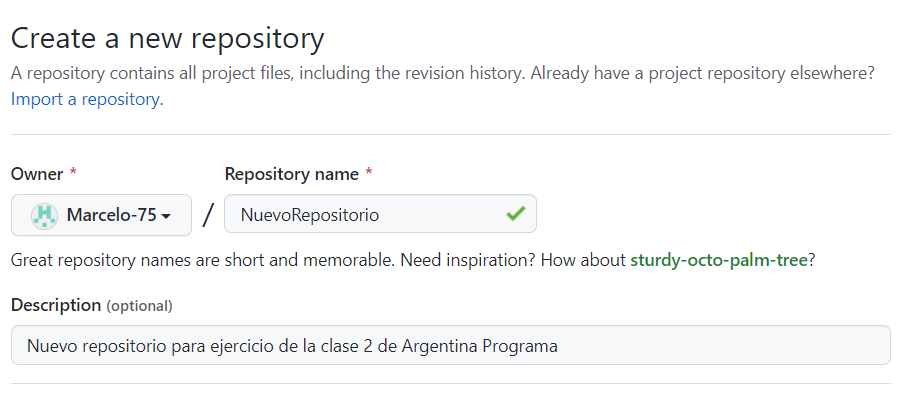 Create a new repository
A repository contains all project files, including the revision history. Already have a project repository elsewhere?
Import a repository.
Owner * Repository name *
Marcelo-75 / NuevoRepositorio
Great repository names are short and memorable. Need inspiration? How about sturdy-octo-palm-tree?
Description (optional)
Nuevo repositorio para ejercicio de la clase 2 de Argentina Programa